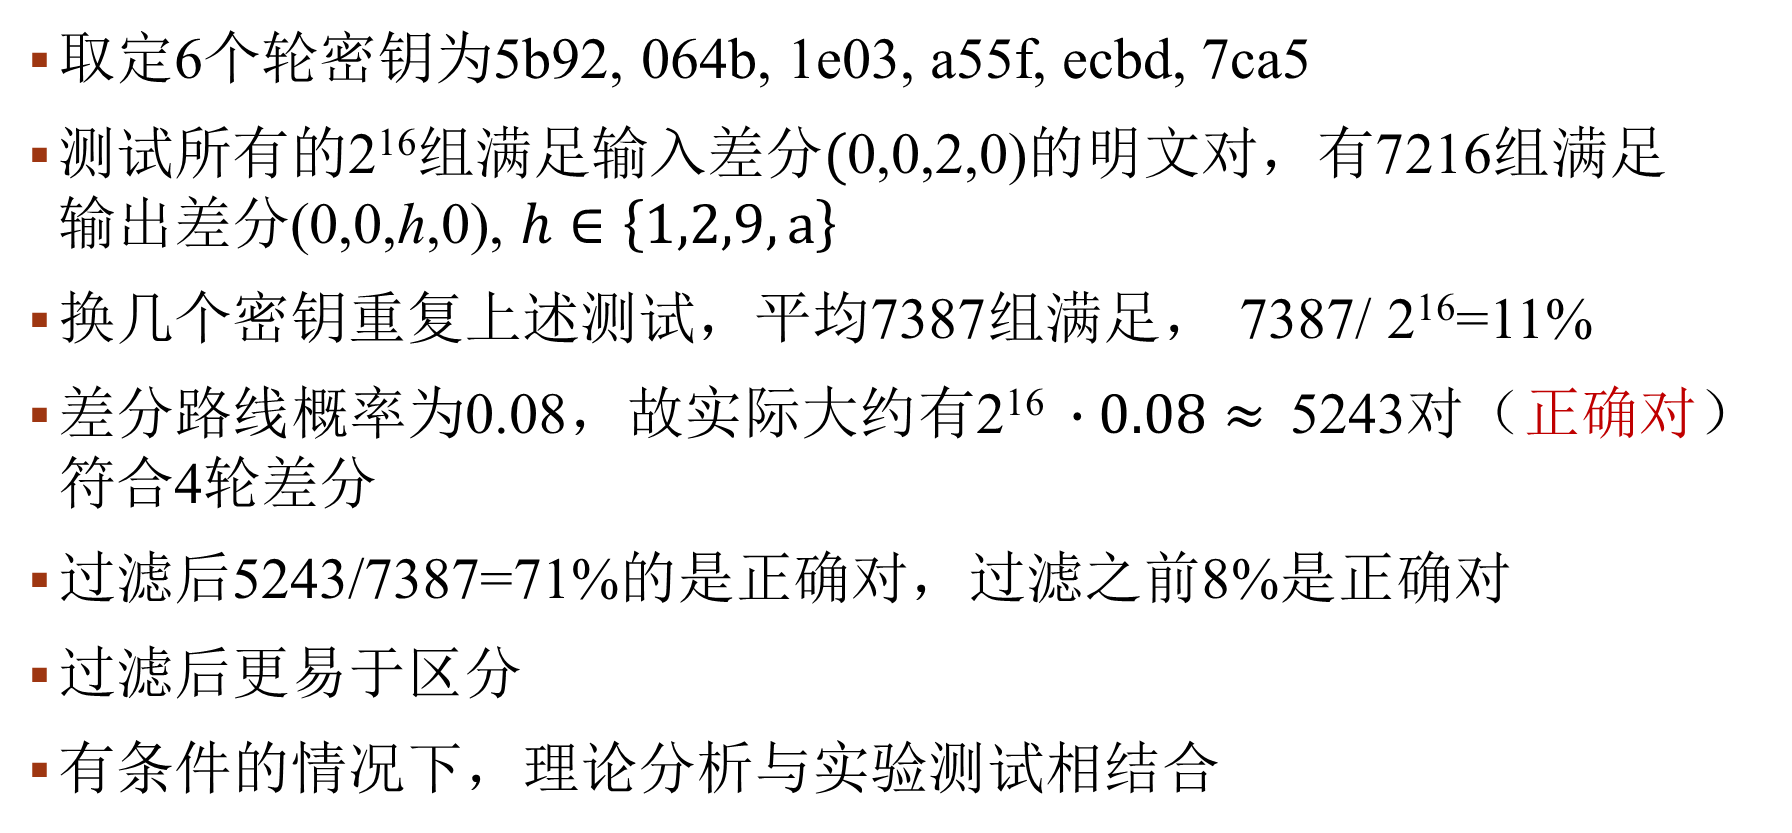 ▪取定6个轮密钥为5b92, 064b, 1e03, a55f, ecbd, 7ca5
▪测试所有的2¹⁶组满足输入差分(0,0,2,0)的明文对，有7216组满足
输出差分(0,0,h,0), h ∈ {1,2,9,a}
▪换几个密钥重复上述测试，平均7387组满足， 7387/ 2¹⁶=11%
▪差分路线概率为0.08，故实际大约有2¹⁶ · 0.08 ≈ 5243对（正确对）
符合4轮差分
▪过滤后5243/7387=71%的是正确对，过滤之前8%是正确对
▪过滤后更易于区分
▪有条件的情况下，理论分析与实验测试相结合